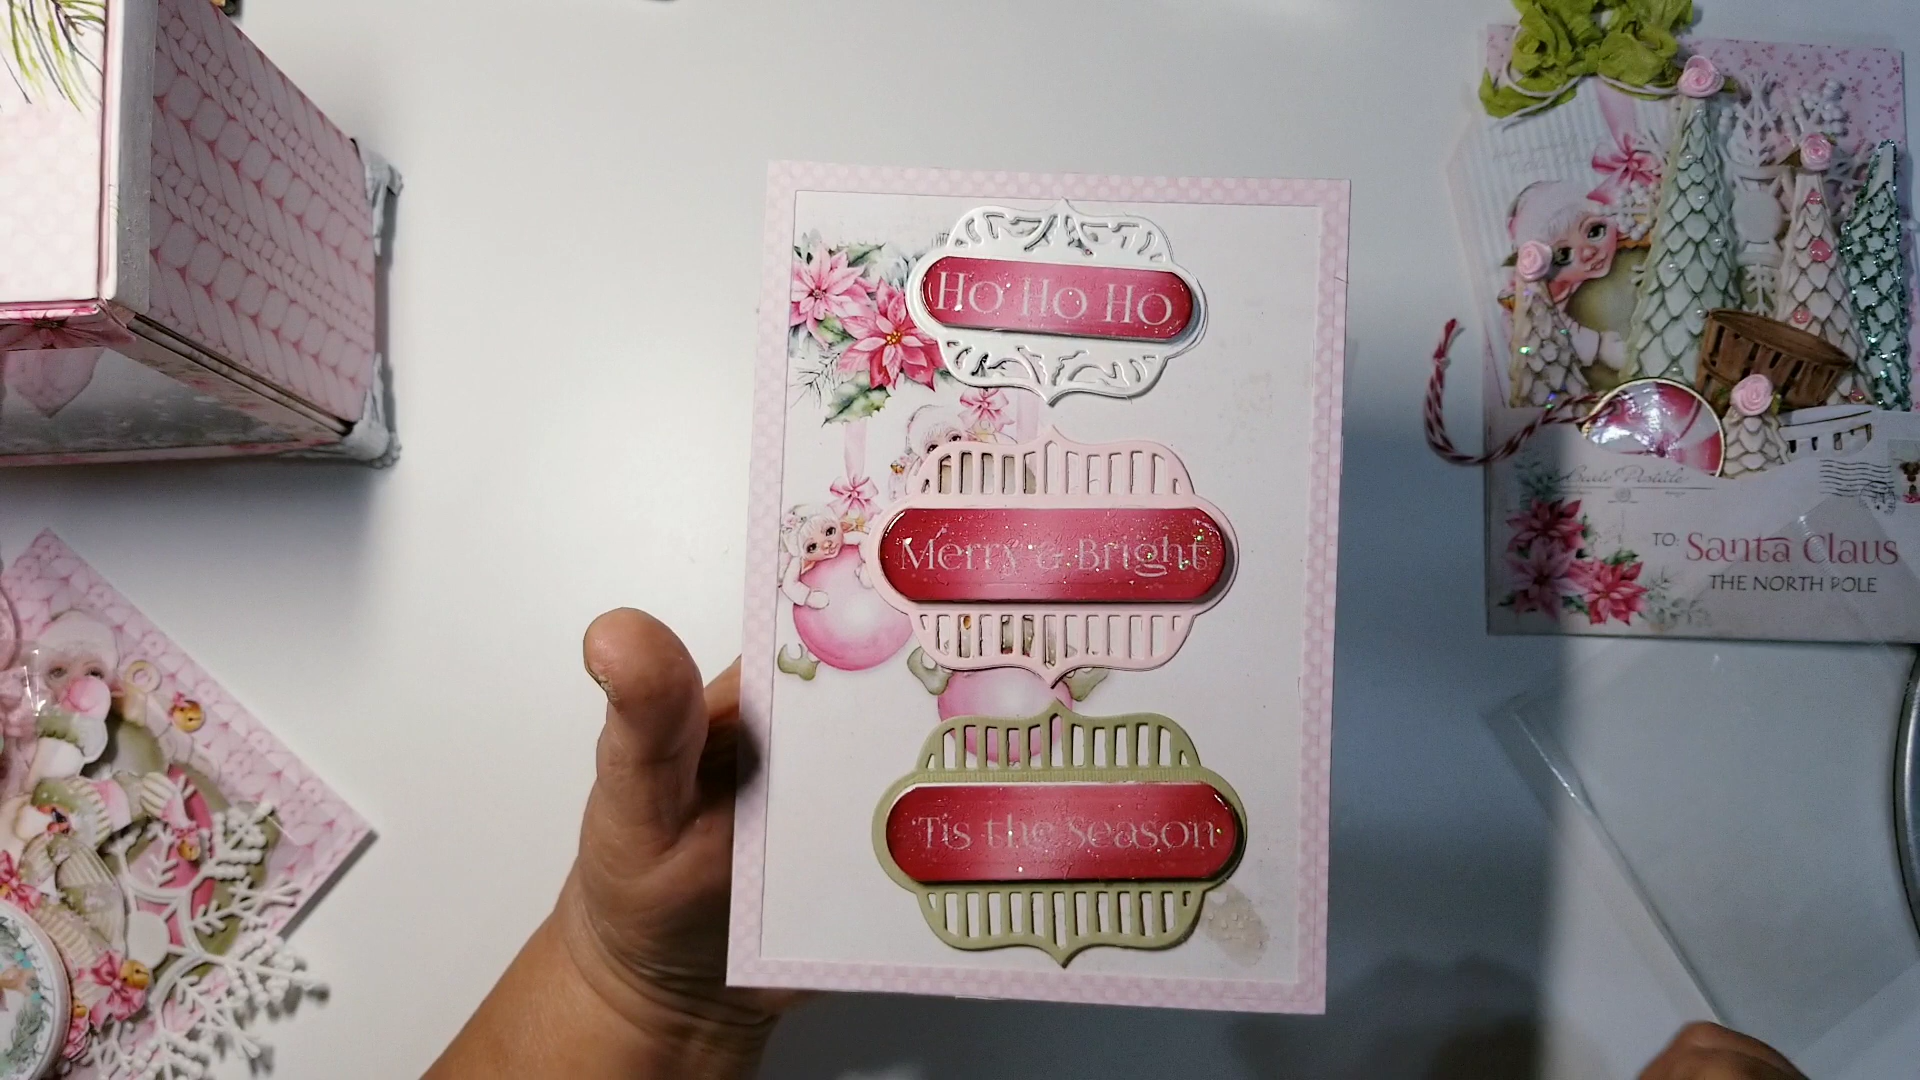 Ho Ho Ho
Merry & Bright
'Tis the Season
TO: Santa Claus
THE NORTH POLE